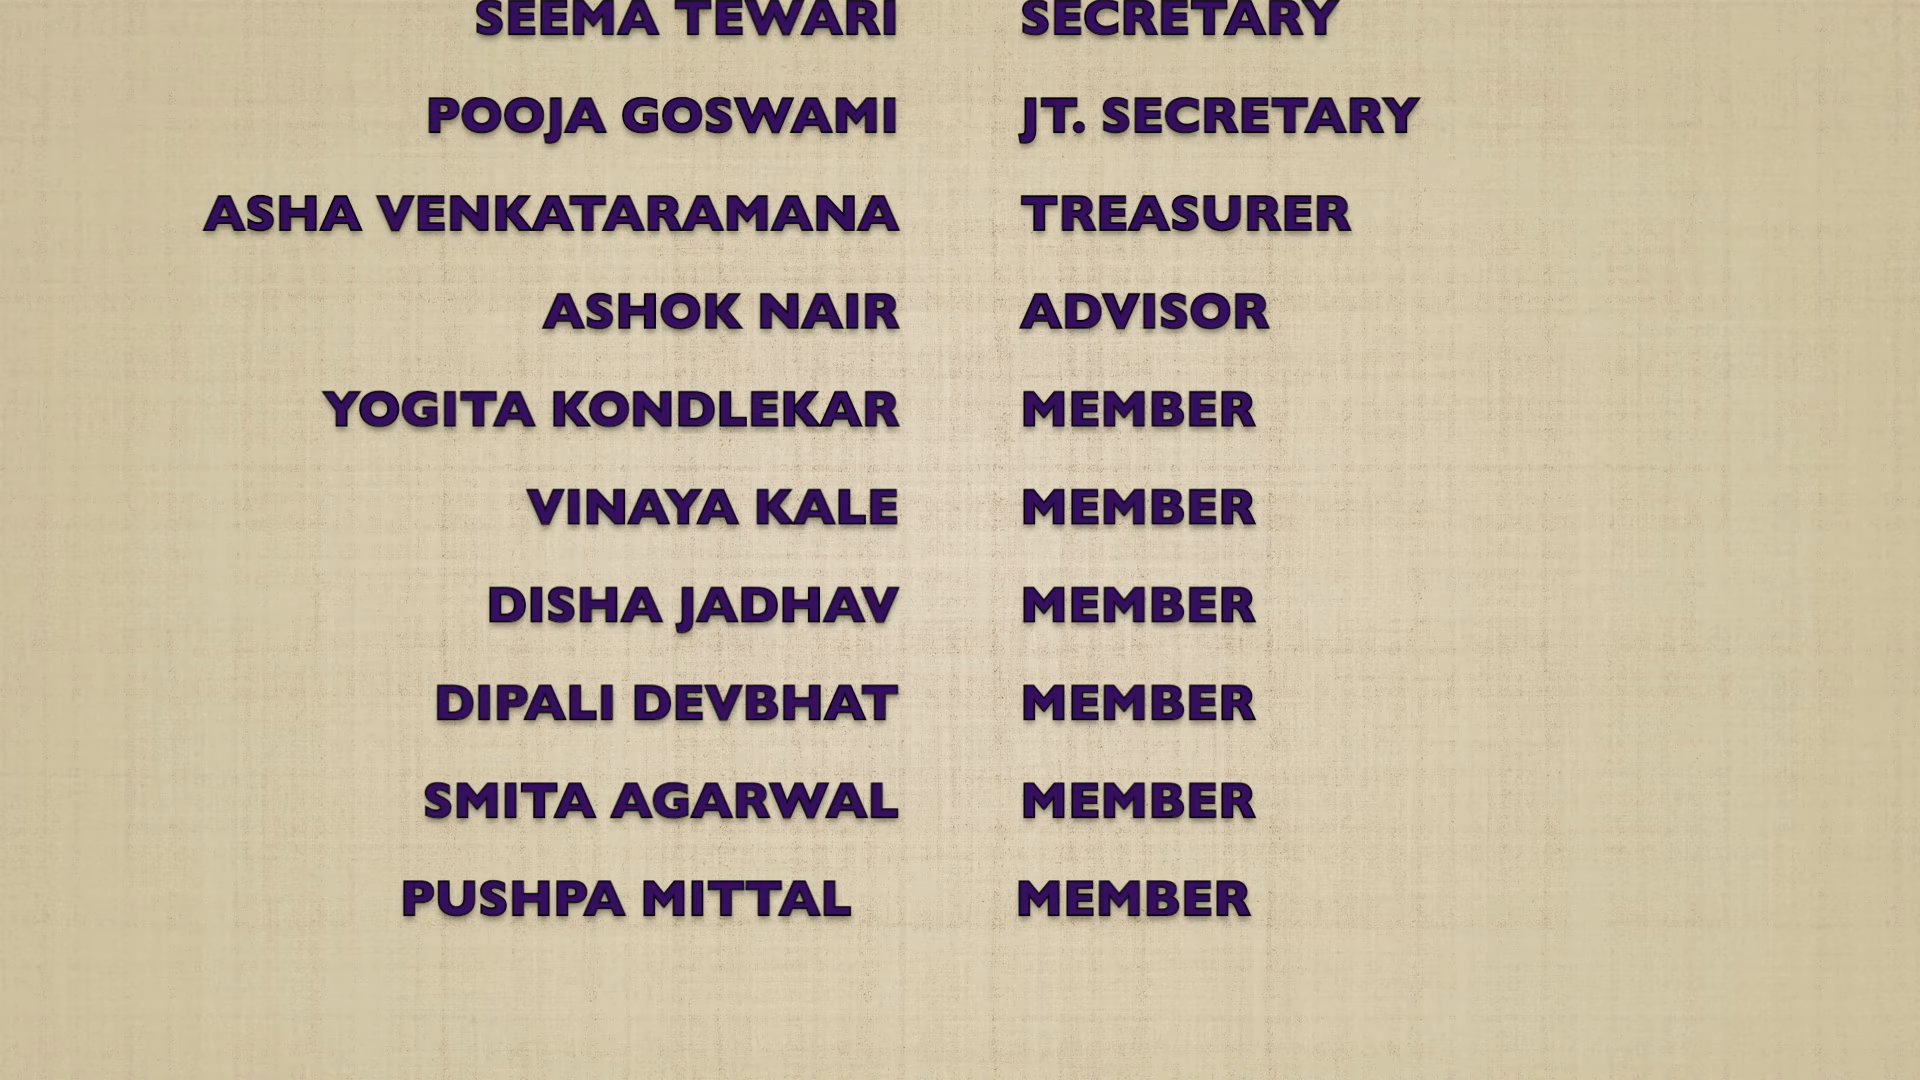 SEEMA TEWARI SECRETARY
POOJA GOSWAMI JT. SECRETARY
ASHA VENKATARAMANA TREASURER
ASHOK NAIR ADVISOR
YOGITA KONDLEKAR MEMBER
VINAYA KALE MEMBER
DISHA JADHAV MEMBER
DIPALI DEVBHAT MEMBER
SMITA AGARWAL MEMBER
PUSHPA MITTAL MEMBER